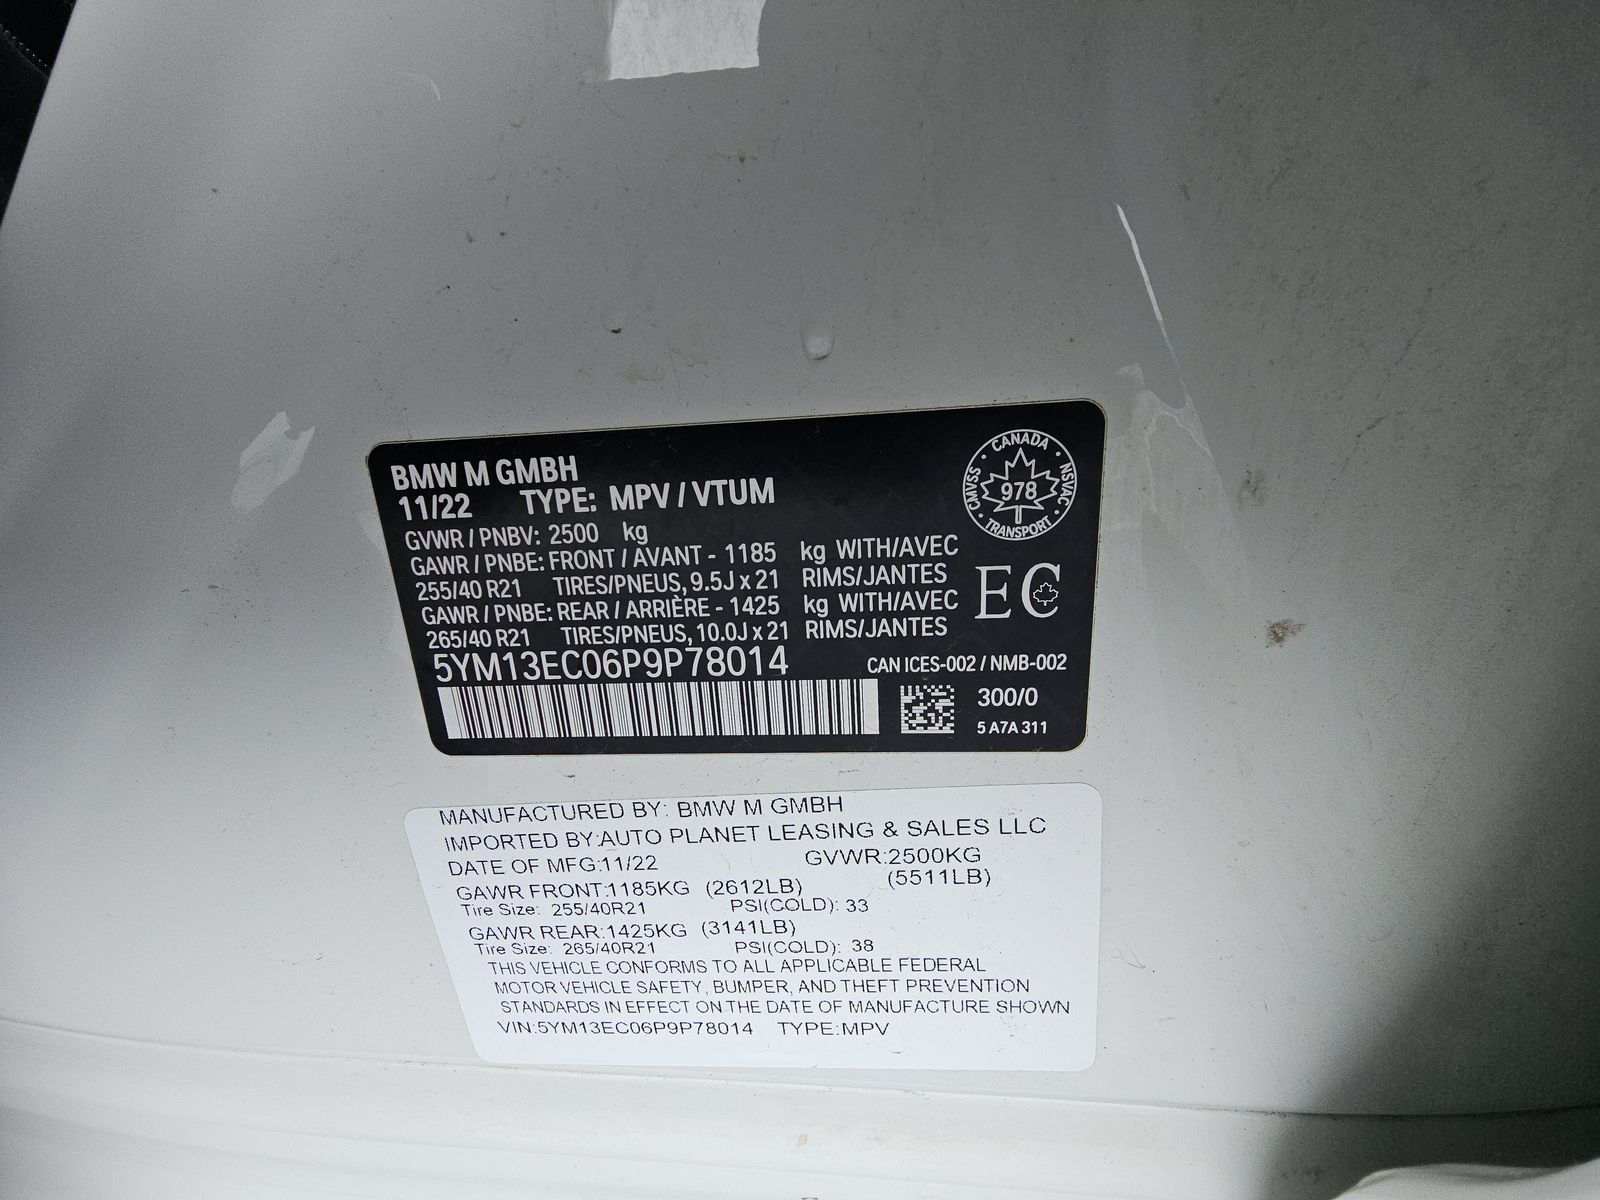 BMW M GMBH
11/22 TYPE: MPV / VTUM
GVWR / PNBV: 2500 kg
GAWR / PNBE: FRONT / AVANT - 1185 kg WITH/AVEC
255/40 R21 TIRES/PNEUS, 9.5J x 21 RIMS/JANTES
GAWR / PNBE: REAR / ARRIÈRE - 1425 kg WITH/AVEC
265/40 R21 TIRES/PNEUS, 10.0J x 21 RIMS/JANTES
5YM13EC06P9P78014
CANADA
CMVSS 978 NSVAC
TRANSPORT
EC
CAN ICES-002 / NMB-002
300/0
5 A7A 311
MANUFACTURED BY: BMW M GMBH
IMPORTED BY:AUTO PLANET LEASING & SALES LLC
DATE OF MFG:11/22 GVWR:2500KG
(5511LB)
GAWR FRONT:1185KG (2612LB)
Tire Size: 255/40R21 PSI(COLD): 33
GAWR REAR:1425KG (3141LB)
Tire Size: 265/40R21 PSI(COLD): 38
THIS VEHICLE CONFORMS TO ALL APPLICABLE FEDERAL
MOTOR VEHICLE SAFETY, BUMPER, AND THEFT PREVENTION
STANDARDS IN EFFECT ON THE DATE OF MANUFACTURE SHOWN
VIN:5YM13EC06P9P78014 TYPE:MPV